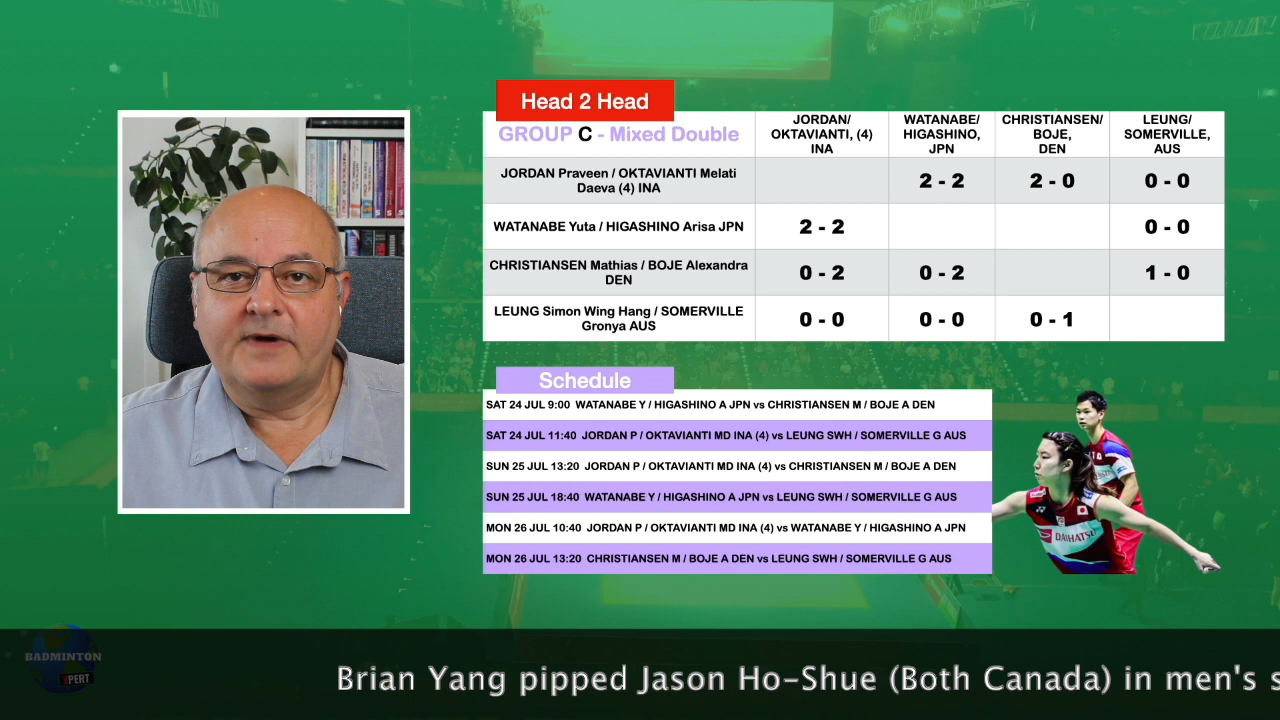 Head 2 Head
GROUP C - Mixed Double
JORDAN/
OKTAVIANTI, (4)
INA
WATANABE/
HIGASHINO,
JPN
CHRISTIANSEN/
BOJE,
DEN
LEUNG/
SOMERVILLE,
AUS
JORDAN Praveen / OKTAVIANTI Melati
Daeva (4) INA
2 - 2
2 - 0
0 - 0
WATANABE Yuta / HIGASHINO Arisa JPN
2 - 2
0 - 0
CHRISTIANSEN Mathias / BOJE Alexandra
DEN
0 - 2
0 - 2
1 - 0
LEUNG Simon Wing Hang / SOMERVILLE
Gronya AUS
0 - 0
0 - 0
0 - 1
Schedule
SAT 24 JUL 9:00 WATANABE Y / HIGASHINO A JPN vs CHRISTIANSEN M / BOJE A DEN
SAT 24 JUL 11:40 JORDAN P / OKTAVIANTI MD INA (4) vs LEUNG SWH / SOMERVILLE G AUS
SUN 25 JUL 13:20 JORDAN P / OKTAVIANTI MD INA (4) vs CHRISTIANSEN M / BOJE A DEN
SUN 25 JUL 18:40 WATANABE Y / HIGASHINO A JPN vs LEUNG SWH / SOMERVILLE G AUS
MON 26 JUL 10:40 JORDAN P / OKTAVIANTI MD INA (4) vs WATANABE Y / HIGASHINO A JPN
MON 26 JUL 13:20 CHRISTIANSEN M / BOJE A DEN vs LEUNG SWH / SOMERVILLE G AUS
DAIHATSU
BADMINTON
XPERT
Brian Yang pipped Jason Ho-Shue (Both Canada) in men's s